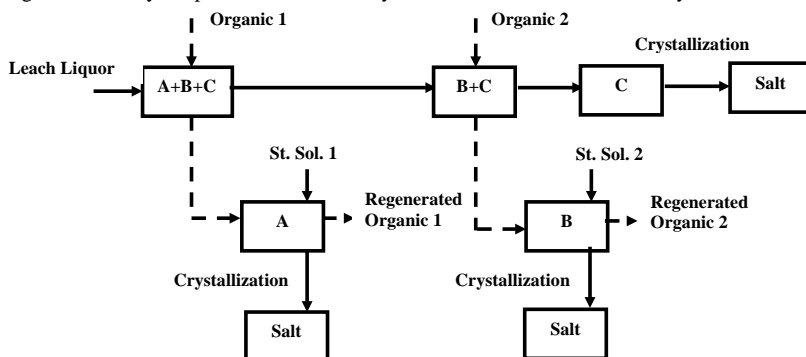 Organic 1
Organic 2
Crystallization
Leach Liquor
A+B+C
B+C
C
Salt
St. Sol. 1
St. Sol. 2
A
Regenerated
Organic 1
B
Regenerated
Organic 2
Crystallization
Crystallization
Salt
Salt